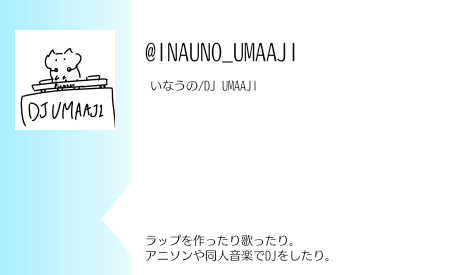 @INAUNO_UMAAJI
いなうの/DJ UMAAJI
DJ UMAAJI
ラップを作ったり歌ったり。
アニソンや同人音楽でDJをしたり。